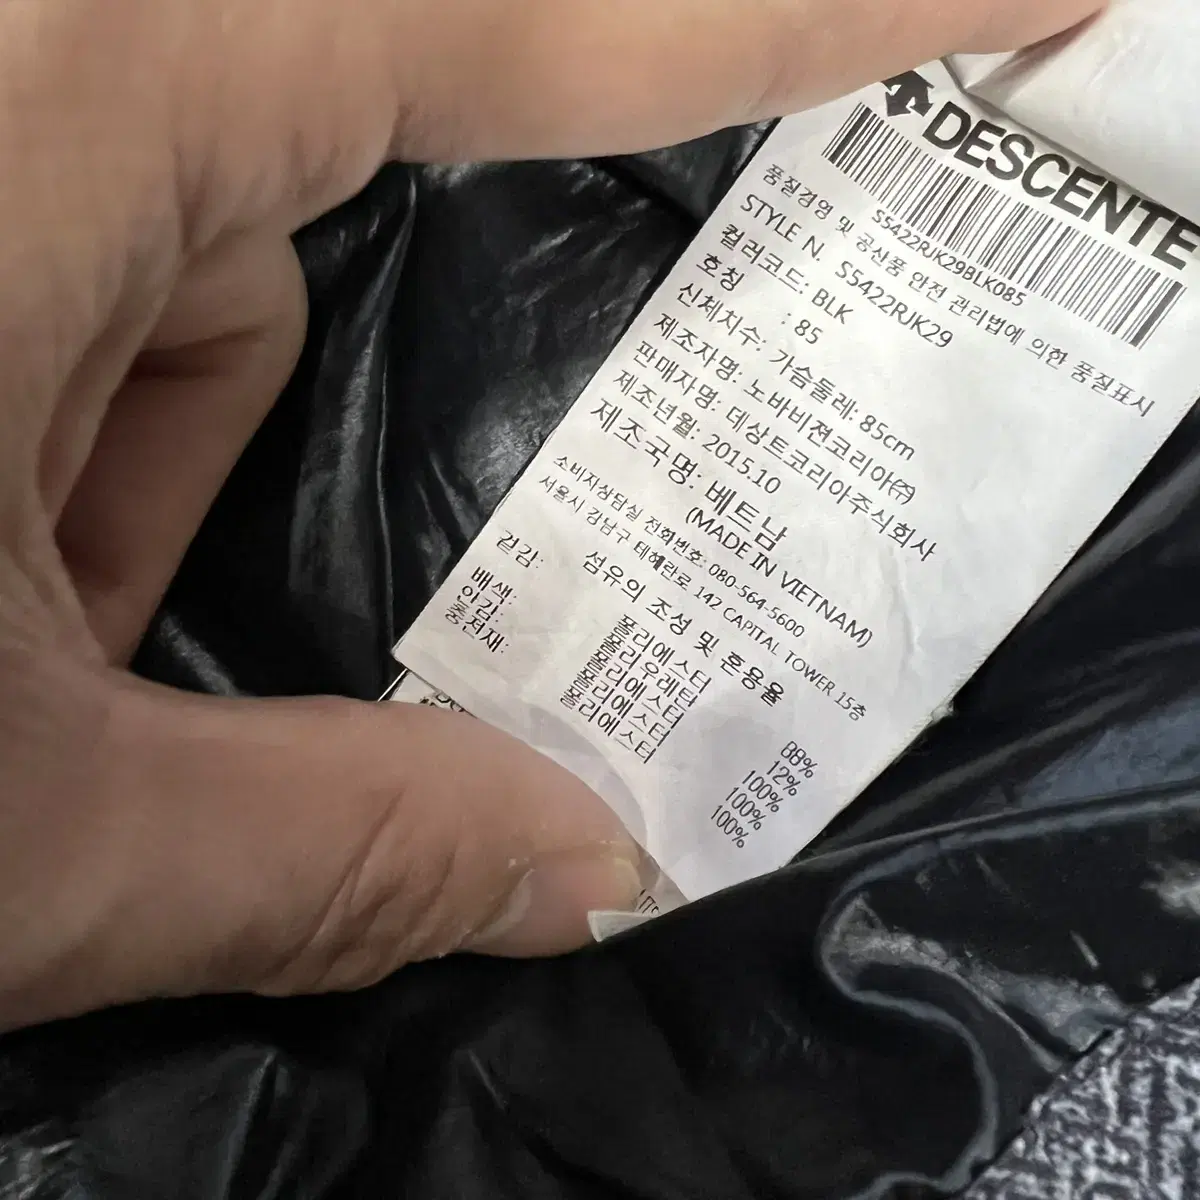 DESCENTE
S5422RJK29BLK085
품질경영 및 공산품 안전 관리법에 의한 품질표시
STYLE N. S5422RJK29
컬러코드: BLK
호칭 : 85
신체치수: 가슴둘레: 85cm
제조자명: 노바비젼코리아㈜
판매자명: 데상트코리아주식회사
제조년월: 2015.10
제조국명: 베트남
(MADE IN VIETNAM)
소비자상담실 전화번호: 080-564-5600
서울시 강남구 테헤란로 142 CAPITAL TOWER 15층
섬유의 조성 및 혼용율
겉감: 폴리에스터 88%
폴리우레탄 12%
배색: 폴리에스터 100%
안감: 폴리에스터 100%
충전재: 폴리에스터 100%